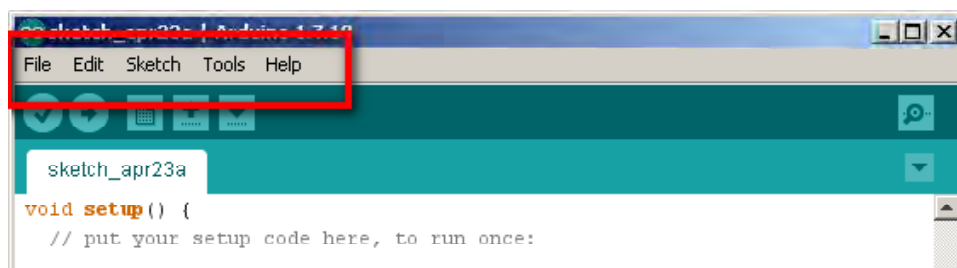 sketch_apr23a | Arduino 1.7.10
File Edit Sketch Tools Help
sketch_apr23a
void setup() {
// put your setup code here, to run once: